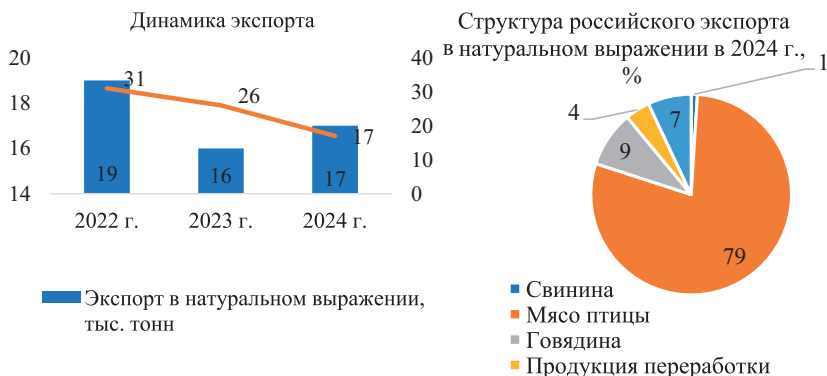 Динамика экспорта
20
18
16
14
31
26
17
19
16
17
40
30
20
10
0
2022 г.
2023 г.
2024 г.
Экспорт в натуральном выражении,
тыс. тонн
Структура российского экспорта
в натуральном выражении в 2024 г.,
%
1
4
7
9
79
Свинина
Мясо птицы
Говядина
Продукция переработки